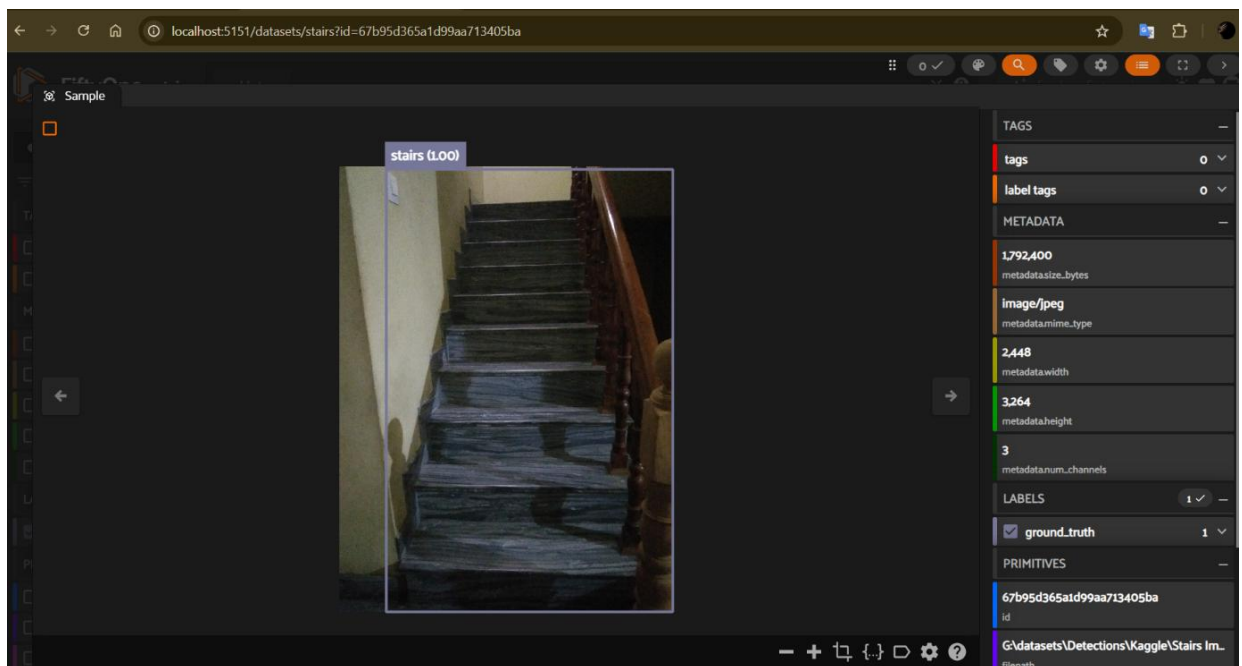 localhost:5151/datasets/stairs?id=67b95d365a1d99aa713405ba
0
Sample
stairs (1.00)
TAGS
tags 0
label tags 0
METADATA
1,792,400
metadata.size_bytes
image/jpeg
metadata.mime_type
2,448
metadata.width
3,264
metadata.height
3
metadata.num_channels
LABELS 1
ground_truth 1
PRIMITIVES
67b95d365a1d99aa713405ba
id
G:\datasets\Detections\Kaggle\Stairs Im...
filepath